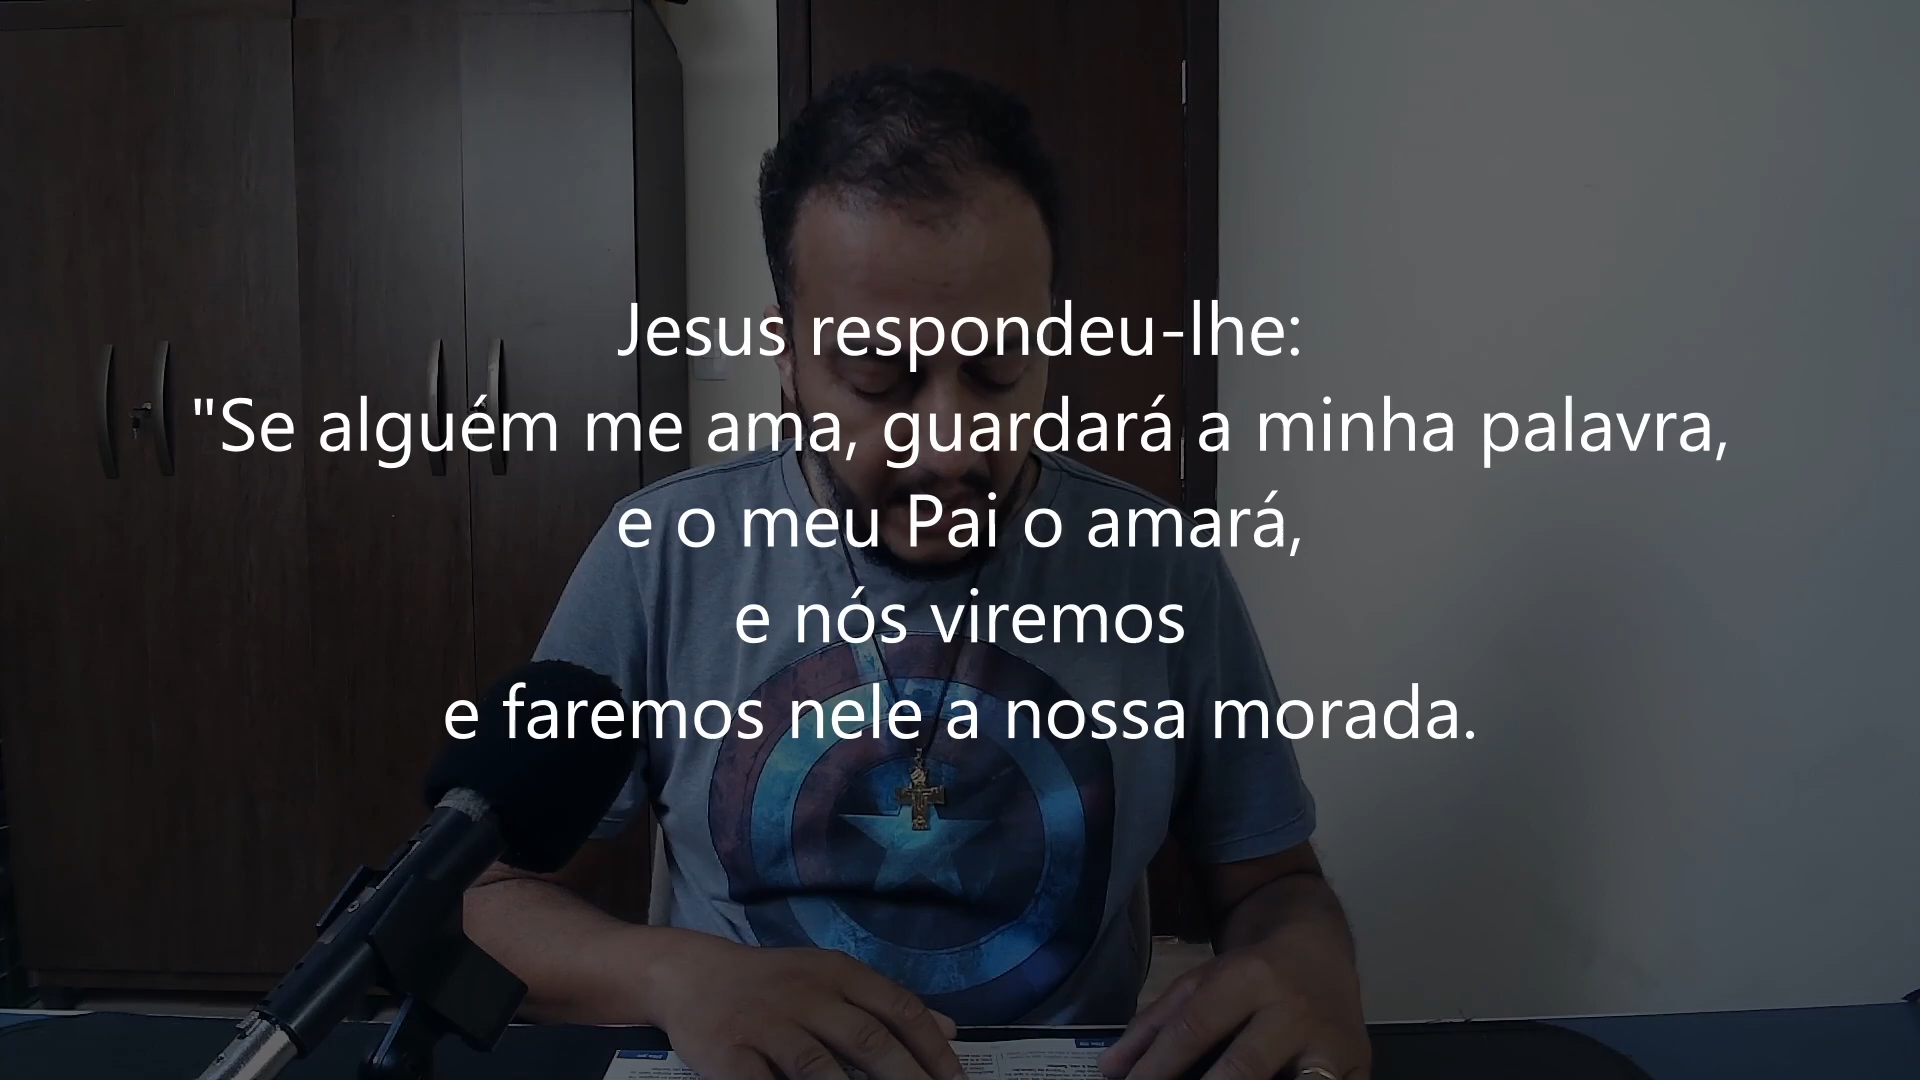 Jesus respondeu-lhe:
"Se alguém me ama, guardará a minha palavra,
e o meu Pai o amará,
e nós viremos
e faremos nele a nossa morada.